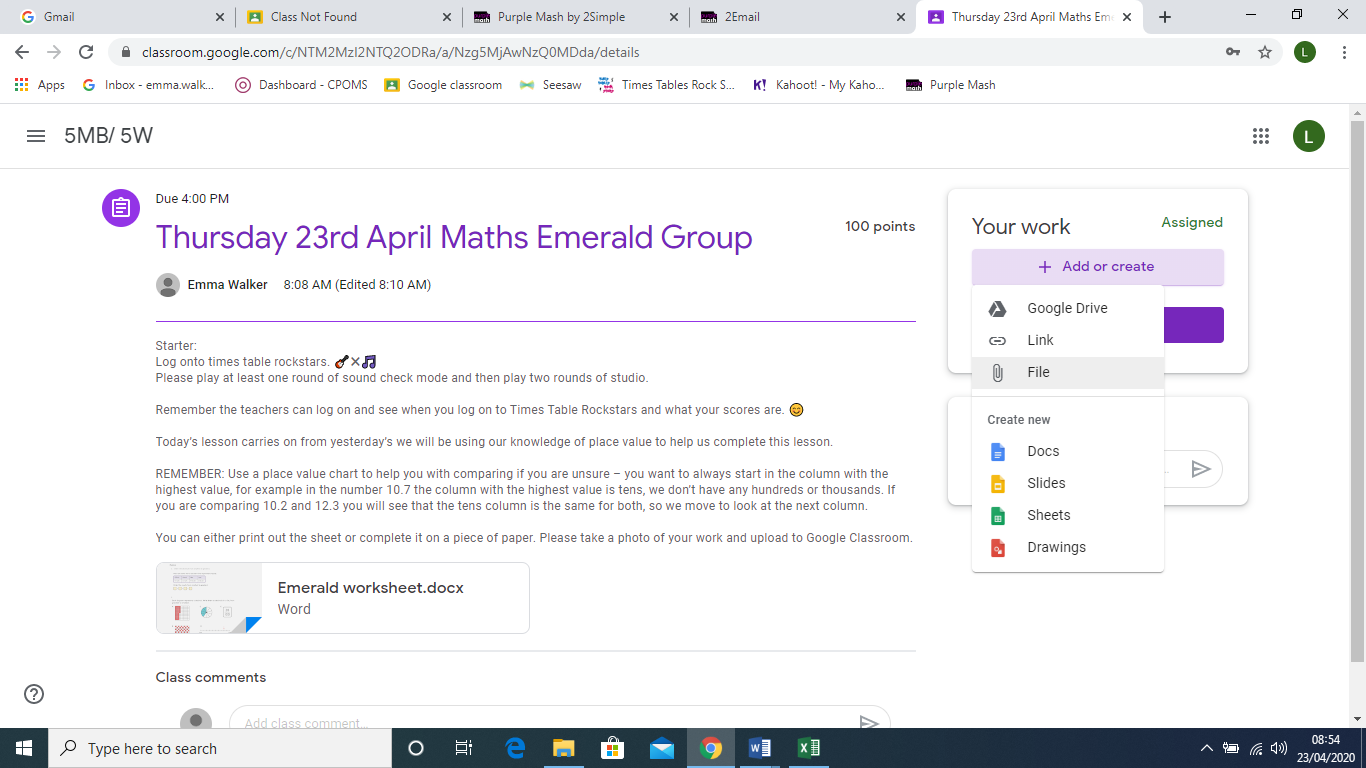 Gmail
Class Not Found
Purple Mash by 2Simple
2Email
Thursday 23rd April Maths Eme
classroom.google.com/c/NTM2MzI2NTQ2ODRa/a/Nzg5MjAwNzQ0MDda/details
L
Apps
Inbox - emma.walk...
Dashboard - CPOMS
Google classroom
Seesaw
Times Tables Rock S...
Kahoot! - My Kaho...
Purple Mash
5MB/ 5W
L
Due 4:00 PM
Thursday 23rd April Maths Emerald Group
100 points
Emma Walker 8:08 AM (Edited 8:10 AM)
Starter:
Log onto times table rockstars. 🎸✕🎵
Please play at least one round of sound check mode and then play two rounds of studio.
Remember the teachers can log on and see when you log on to Times Table Rockstars and what your scores are. 😊
Today's lesson carries on from yesterday's we will be using our knowledge of place value to help us complete this lesson.
REMEMBER: Use a place value chart to help you with comparing if you are unsure – you want to always start in the column with the
highest value, for example in the number 10.7 the column with the highest value is tens, we don't have any hundreds or thousands. If
you are comparing 10.2 and 12.3 you will see that the tens column is the same for both, so we move to look at the next column.
You can either print out the sheet or complete it on a piece of paper. Please take a photo of your work and upload to Google Classroom.
Emerald worksheet.docx
Word
Class comments
Add class comment...
Your work
Assigned
+ Add or create
Google Drive
Link
File
Create new
Docs
Slides
Sheets
Drawings
Type here to search
08:54
23/04/2020